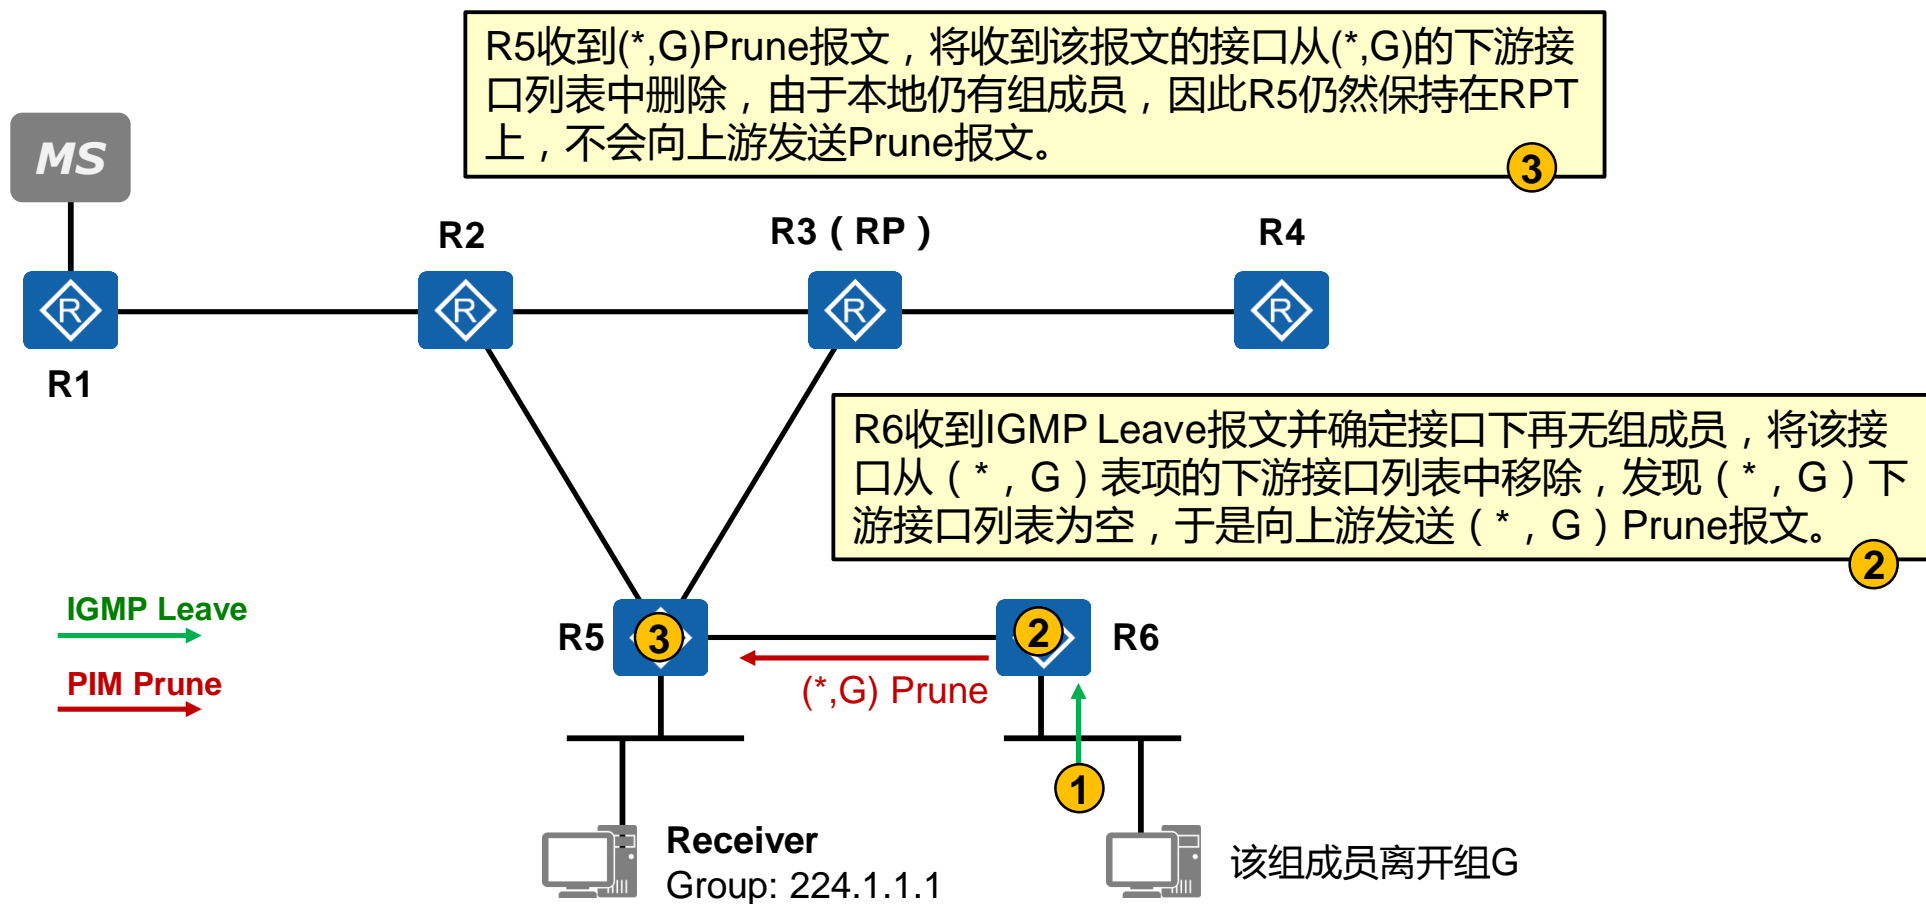 R5收到(*,G)Prune报文，将收到该报文的接口从(*,G)的下游接
口列表中删除，由于本地仍有组成员，因此R5仍然保持在RPT
上，不会向上游发送Prune报文。
3
MS
R2
R3（RP）
R4
R
R
R
R
R1
R6收到IGMP Leave报文并确定接口下再无组成员，将该接
口从（*，G）表项的下游接口列表中移除，发现（*，G）下
游接口列表为空，于是向上游发送（*，G）Prune报文。
2
IGMP Leave
R5
3
2
R6
PIM Prune
(*,G) Prune
1
Receiver
Group: 224.1.1.1
该组成员离开组G